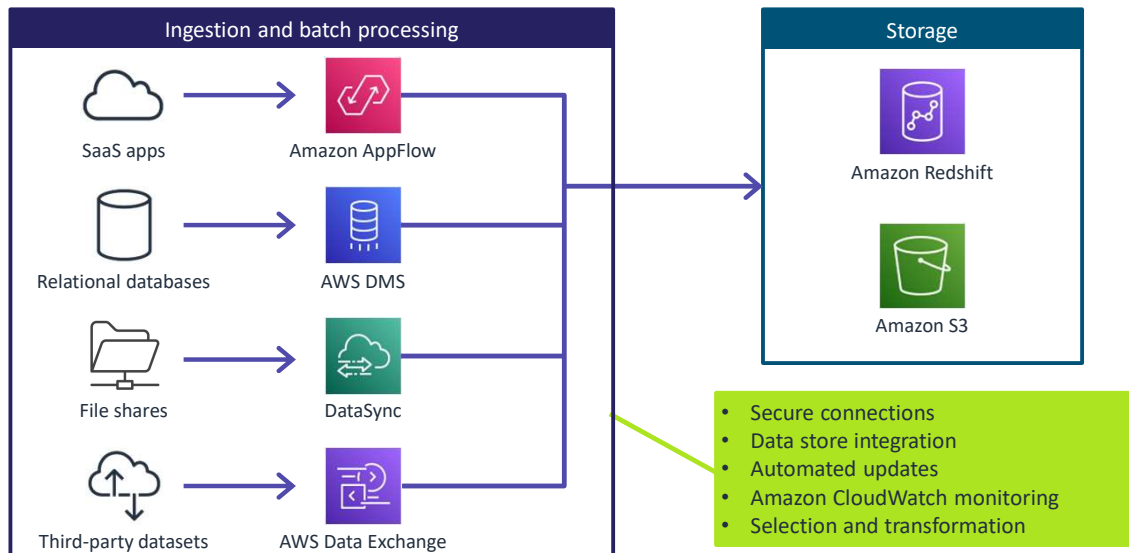 Ingestion and batch processing
Storage
SaaS apps
Amazon AppFlow
Amazon Redshift
Relational databases
AWS DMS
Amazon S3
File shares
DataSync
Third-party datasets
AWS Data Exchange
• Secure connections
• Data store integration
• Automated updates
• Amazon CloudWatch monitoring
• Selection and transformation